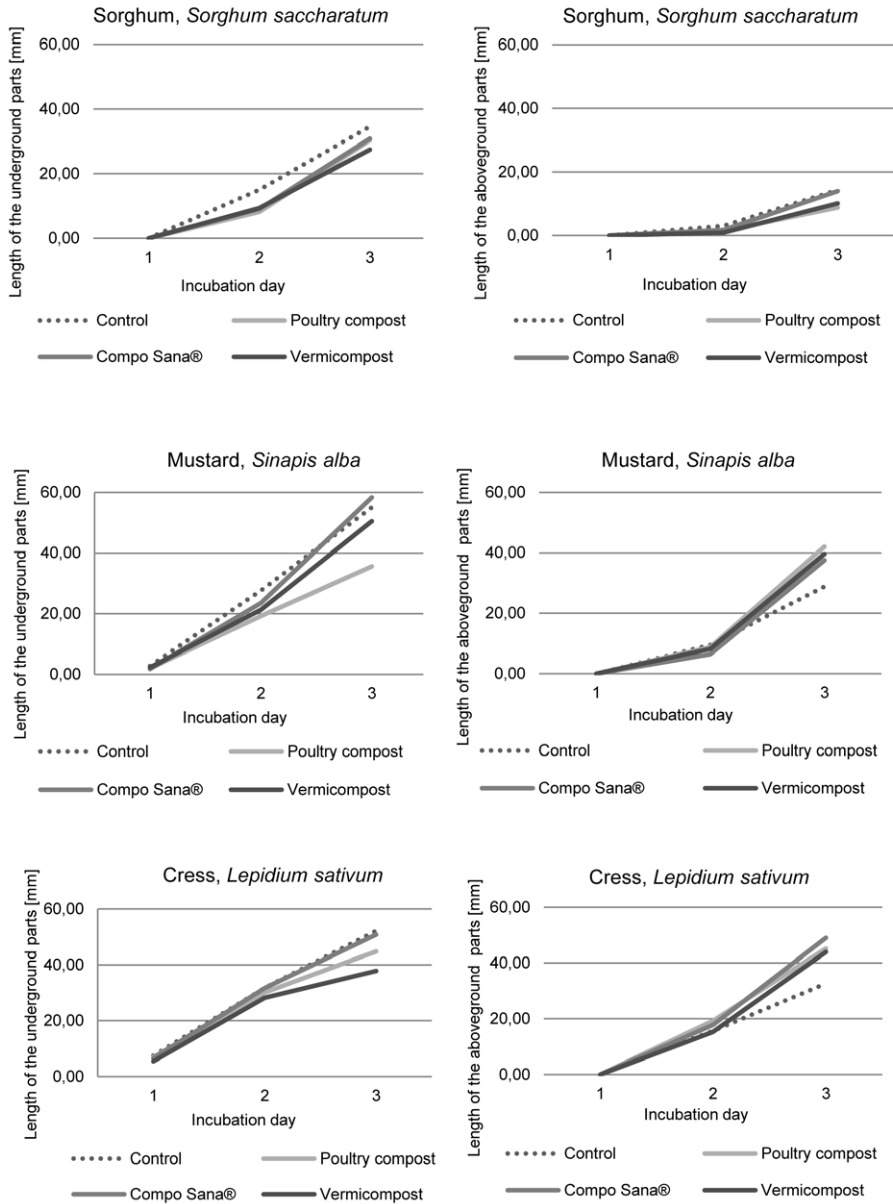 Sorghum, Sorghum saccharatum
Length of the underground parts [mm]
60,00
40,00
20,00
0,00
1 2 3
Incubation day
Control Poultry compost
Compo Sana® Vermicompost
Sorghum, Sorghum saccharatum
Length of the aboveground parts [mm]
60,00
40,00
20,00
0,00
1 2 3
Incubation day
Control Poultry compost
Compo Sana® Vermicompost
Mustard, Sinapis alba
Length of the underground parts [mm]
60,00
40,00
20,00
0,00
1 2 3
Incubation day
Control Poultry compost
Compo Sana® Vermicompost
Mustard, Sinapis alba
Length of the aboveground parts [mm]
60,00
40,00
20,00
0,00
1 2 3
Incubation day
Control Poultry compost
Compo Sana® Vermicompost
Cress, Lepidium sativum
Length of the underground parts [mm]
60,00
40,00
20,00
0,00
1 2 3
Incubation day
Control Poultry compost
Compo Sana® Vermicompost
Cress, Lepidium sativum
Length of the aboveground parts [mm]
60,00
40,00
20,00
0,00
1 2 3
Incubation day
Control Poultry compost
Compo Sana® Vermicompost